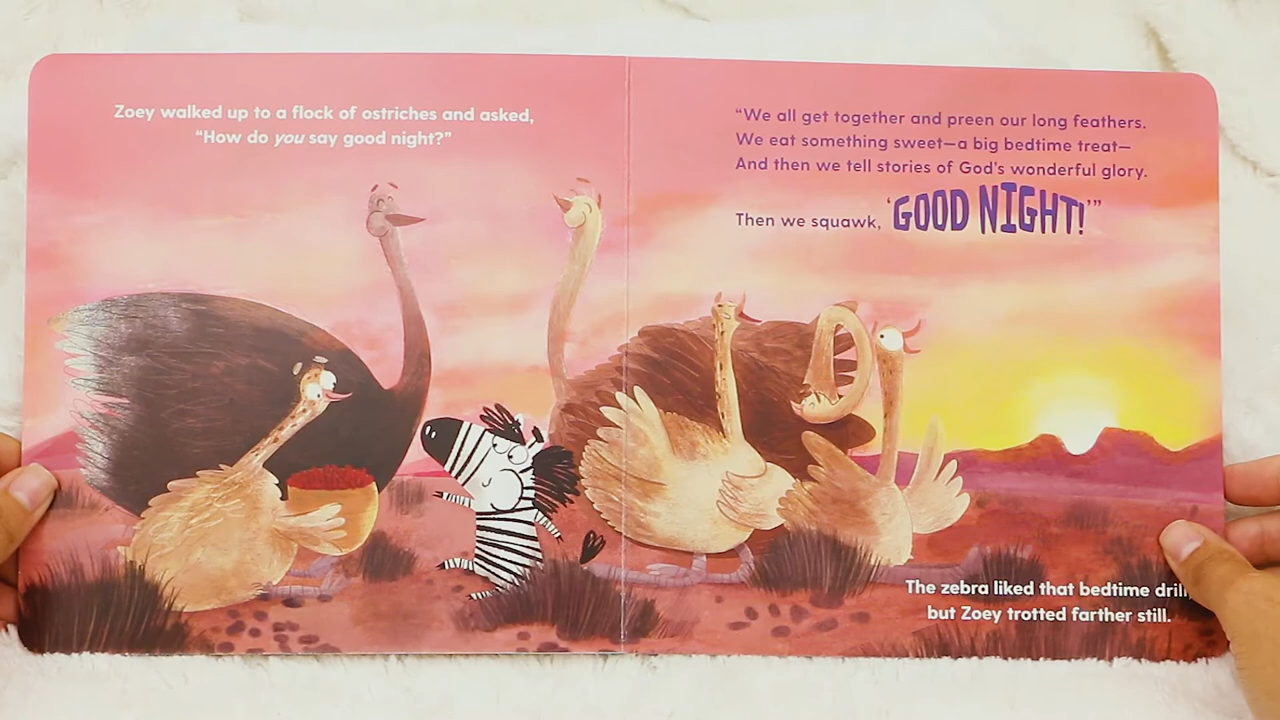 Zoey walked up to a flock of ostriches and asked,
“How do you say good night?”
“We all get together and preen our long feathers.
We eat something sweet—a big bedtime treat—
And then we tell stories of God’s wonderful glory.
Then we squawk, ‘GOOD NIGHT!’”
The zebra liked that bedtime drill,
but Zoey trotted farther still.